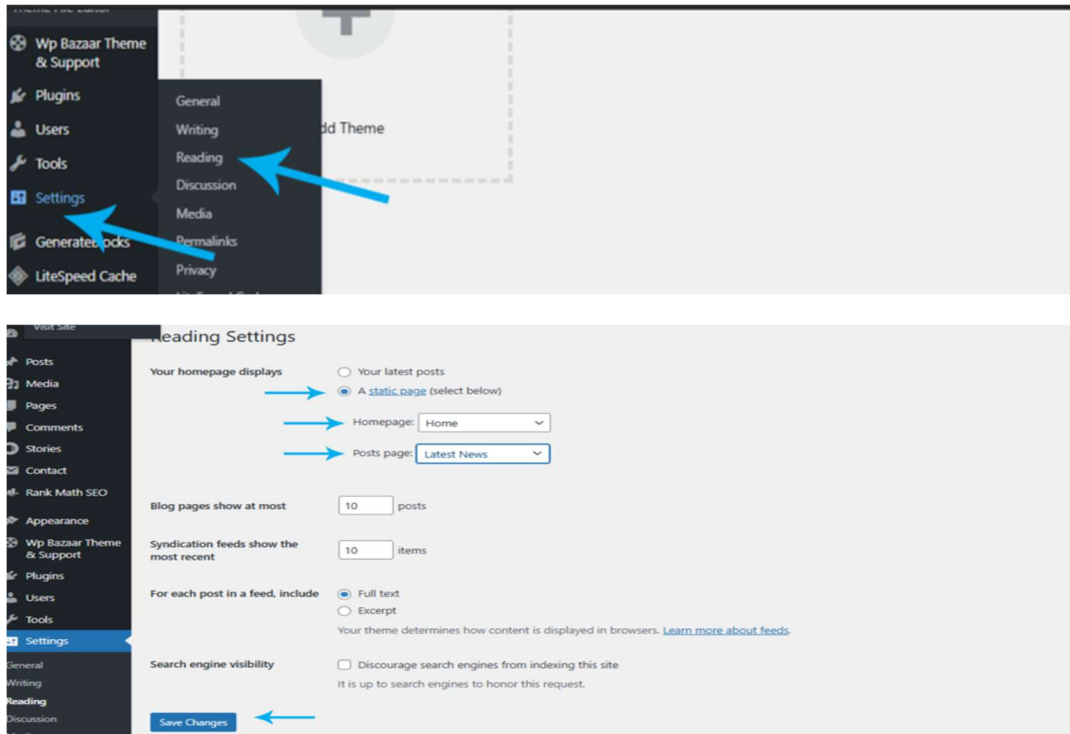 Wp Bazaar Theme
& Support
Plugins
Users
Tools
Settings
GenerateBlocks
LiteSpeed Cache
General
Writing
Reading
Discussion
Media
Permalinks
Privacy
dd Theme
Visit Site
Posts
Media
Pages
Comments
Stories
Contact
Rank Math SEO
Appearance
Wp Bazaar Theme
& Support
Plugins
Users
Tools
Settings
General
Writing
Reading
Discussion
Reading Settings
Your homepage displays
Your latest posts
A static page (select below)
Homepage: Home
Posts page: Latest News
Blog pages show at most 10 posts
Syndication feeds show the
most recent
10 items
For each post in a feed, include
Full text
Excerpt
Your theme determines how content is displayed in browsers. Learn more about feeds.
Search engine visibility
Discourage search engines from indexing this site
It is up to search engines to honor this request.
Save Changes